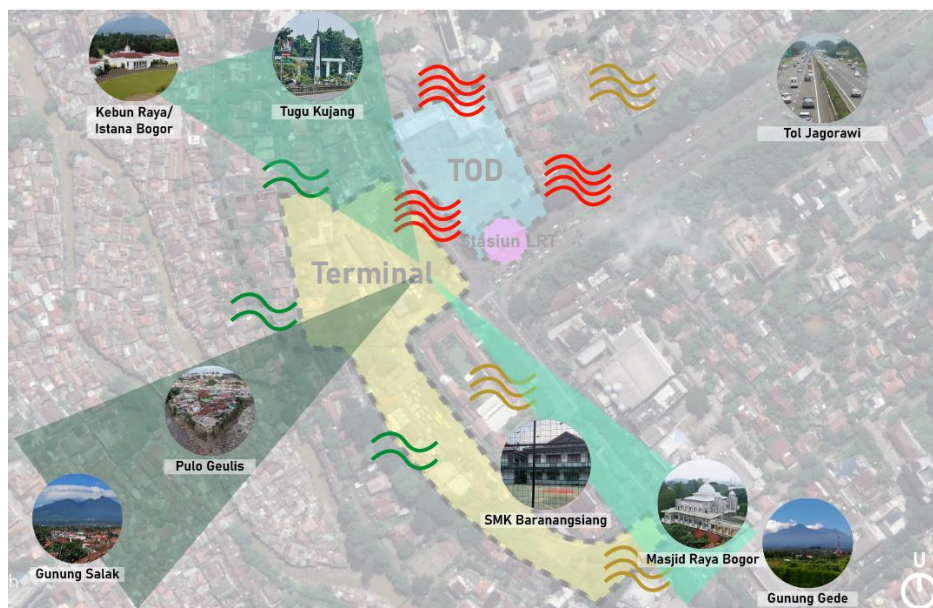 Kebun Raya/
Istana Bogor
Tugu Kujang
Tol Jagorawi
TOD
Stasiun LRT
Terminal
Pulo Geulis
Gunung Salak
SMK Baranangsiang
Masjid Raya Bogor
Gunung Gede
U